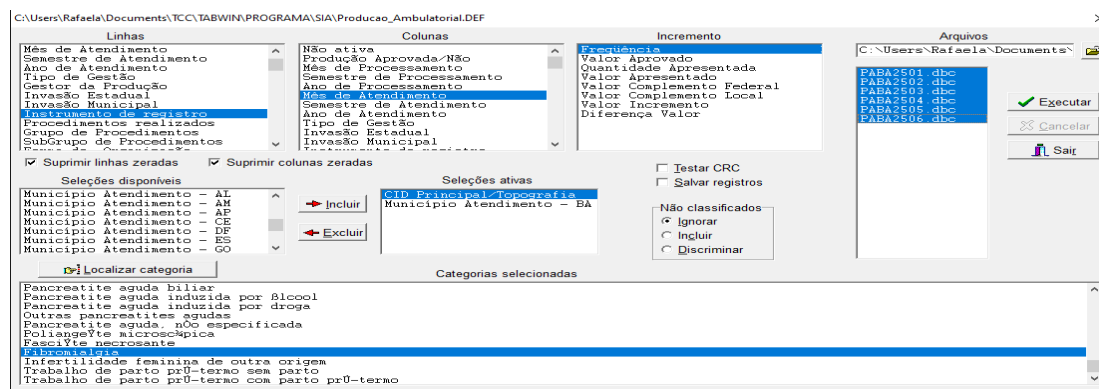 C:\Users\Rafaela\Documents\TCC\TABWIN\PROGRAMA\SIA\Producao_Ambulatorial.DEF
Linhas
Mês de Atendimento
Semestre de Atendimento
Ano de Atendimento
Tipo de Gestão
Gestor da Produção
Invasão Estadual
Invasão Municipal
Instrumento de registro
Procedimentos realizados
Grupo de Procedimentos
SubGrupo de Procedimentos
Colunas
Não ativa
Produção Aprovada/Não
Mês de Processamento
Semestre de Processamento
Ano de Processamento
Mês de Atendimento
Semestre de Atendimento
Ano de Atendimento
Tipo de Gestão
Invasão Estadual
Invasão Municipal
Incremento
Freqüência
Valor Aprovado
Quantidade Apresentada
Valor Apresentado
Valor Complemento Federal
Valor Complemento Local
Valor Incremento
Diferença Valor
Arquivos
C:\Users\Rafaela\Documents\
PABA2501.dbc
PABA2502.dbc
PABA2503.dbc
PABA2504.dbc
PABA2505.dbc
PABA2506.dbc
Executar
Cancelar
Sair
Suprimir linhas zeradas
Suprimir colunas zeradas
Testar CRC
Salvar registros
Seleções disponíveis
Município Atendimento - AL
Município Atendimento - AM
Município Atendimento - AP
Município Atendimento - CE
Município Atendimento - DF
Município Atendimento - ES
Município Atendimento - GO
Incluir
Excluir
Seleções ativas
CID Principal/Topografia
Município Atendimento - BA
Não classificados
Ignorar
Incluir
Discriminar
Localizar categoria
Categorias selecionadas
Pancreatite aguda biliar
Pancreatite aguda induzida por ßlcool
Pancreatite aguda induzida por droga
Outras pancreatites agudas
Pancreatite aguda, nÒo especificada
PoliangeÝte microsc¾pica
FasciÝte necrosante
Fibromialgia
Infertilidade feminina de outra origem
Trabalho de parto prÚ-termo sem parto
Trabalho de parto prÚ-termo com parto prÚ-termo